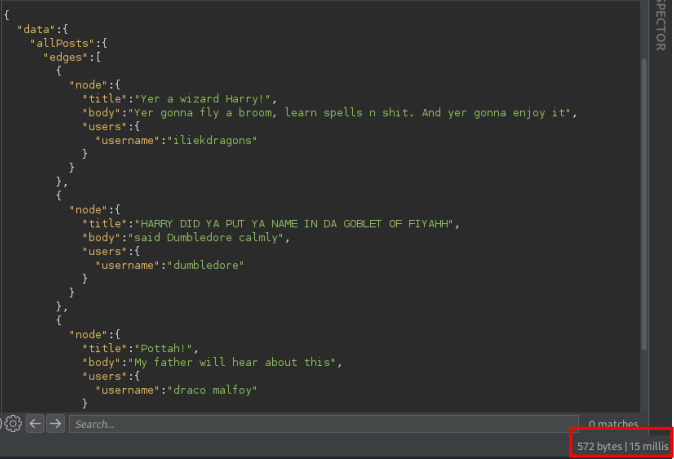 {
"data":{
"allPosts":{
"edges":[
{
"node":{
"title":"Yer a wizard Harry!",
"body":"Yer gonna fly a broom, learn spells n shit. And yer gonna enjoy it",
"users":{
"username":"iliekdragons"
}
}
},
{
"node":{
"title":"HARRY DID YA PUT YA NAME IN DA GOBLET OF FIYAHH",
"body":"said Dumbledore calmly",
"users":{
"username":"dumbledore"
}
}
},
{
"node":{
"title":"Pottah!",
"body":"My father will hear about this",
"users":{
"username":"draco malfoy"
}
Search...
0 matches
572 bytes | 15 millis